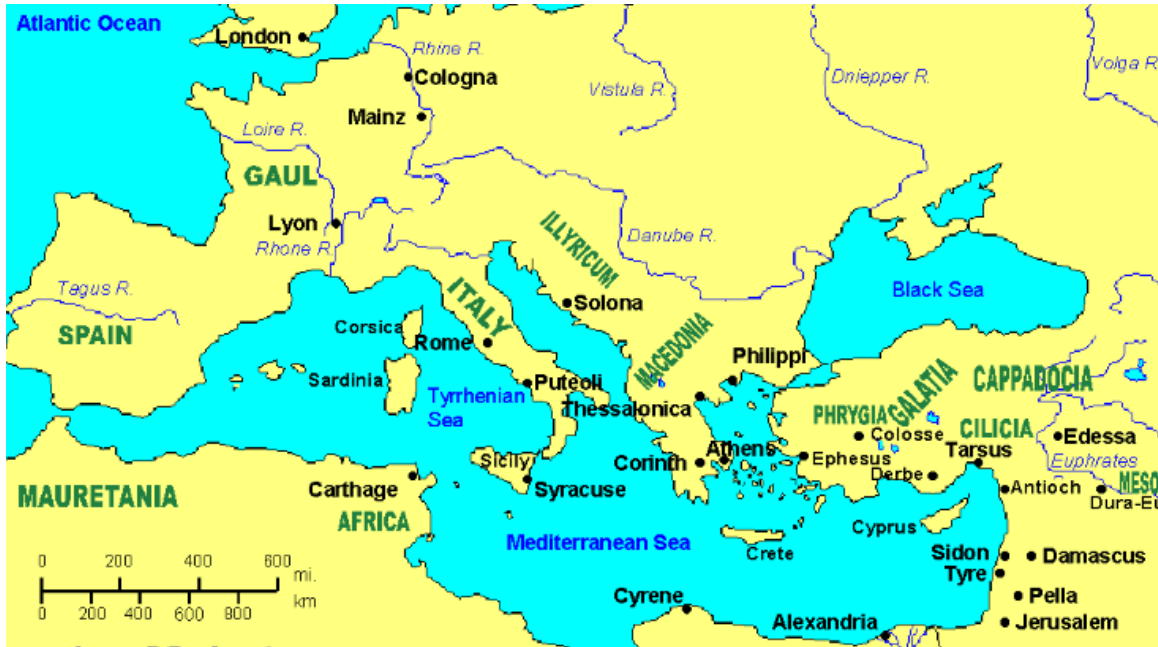 Atlantic Ocean
London
Rhine R.
Cologna
Vistula R.
Dniepper R.
Volga R.
Mainz
Loire R.
GAUL
Lyon
Rhone R.
ILLYRICUM
Danube R.
Tagus R.
SPAIN
ITALY
Solona
Black Sea
Corsica
Rome
MACEDONIA
Philippi
Sardinia
Puteoli
Tyrrhenian
Sea
Thessalonica
PHRYGIA
GALATIA
CAPPADOCIA
Colosse
CILICIA
Edessa
Sicily
Corinth
Athens
Ephesus
Tarsus
Euphrates
Derbe
MAURETANIA
Carthage
Syracuse
Antioch
MESO
Dura-Eu
AFRICA
Cyprus
Mediterranean Sea
Crete
Sidon
Damascus
0 200 400 600
mi.
Tyre
km
0 200 400 600 800
Cyrene
Pella
Alexandria
Jerusalem